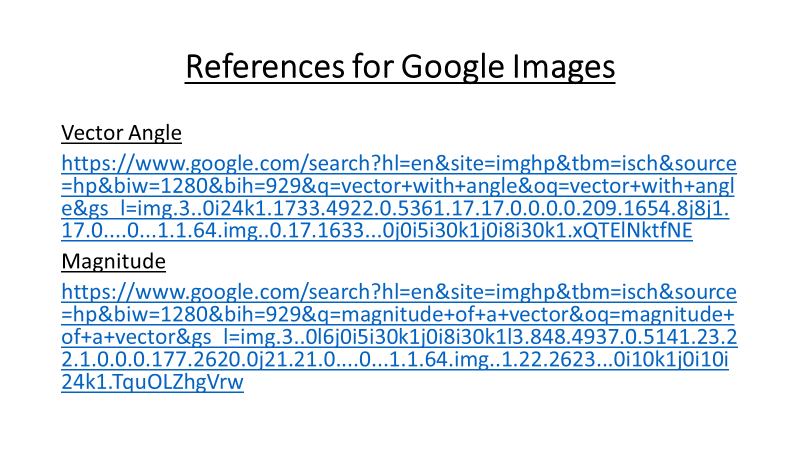 References for Google Images
Vector Angle
https://www.google.com/search?hl=en&site=imghp&tbm=isch&source
=hp&biw=1280&bih=929&q=vector+with+angle&oq=vector+with+angl
e&gs_l=img.3..0i24k1.1733.4922.0.5361.17.17.0.0.0.0.209.1654.8j8j1.
17.0....0...1.1.64.img..0.17.1633...0j0i5i30k1j0i8i30k1.xQTElNktfNE
Magnitude
https://www.google.com/search?hl=en&site=imghp&tbm=isch&source
=hp&biw=1280&bih=929&q=magnitude+of+a+vector&oq=magnitude+
of+a+vector&gs_l=img.3..0l6j0i5i30k1j0i8i30k1l3.848.4937.0.5141.23.2
2.1.0.0.0.177.2620.0j21.21.0....0...1.1.64.img..1.22.2623...0i10k1j0i10i
24k1.TquOLZhgVrw